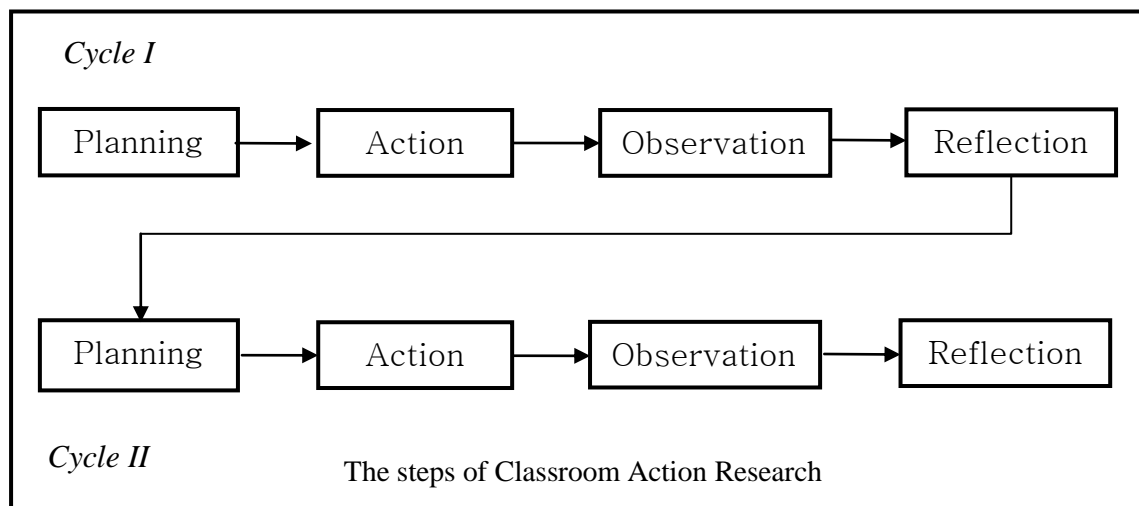 Cycle I
Planning Action Observation Reflection
Planning Action Observation Reflection
Cycle II
The steps of Classroom Action Research